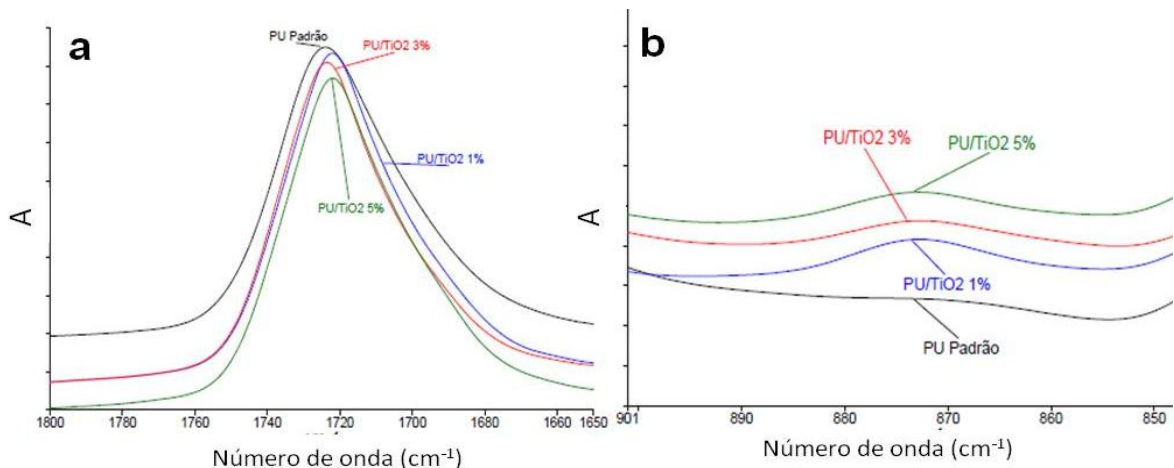 a
PU Padrão
PU/TiO2 3%
PU/TiO2 1%
PU/TiO2 5%
A
1800 1780 1760 1740 1720 1700 1680 1660 1650
Número de onda (cm⁻¹)
b
PU/TiO2 3%
PU/TiO2 5%
PU/TiO2 1%
PU Padrão
A
901 890 880 870 860 850
Número de onda (cm⁻¹)